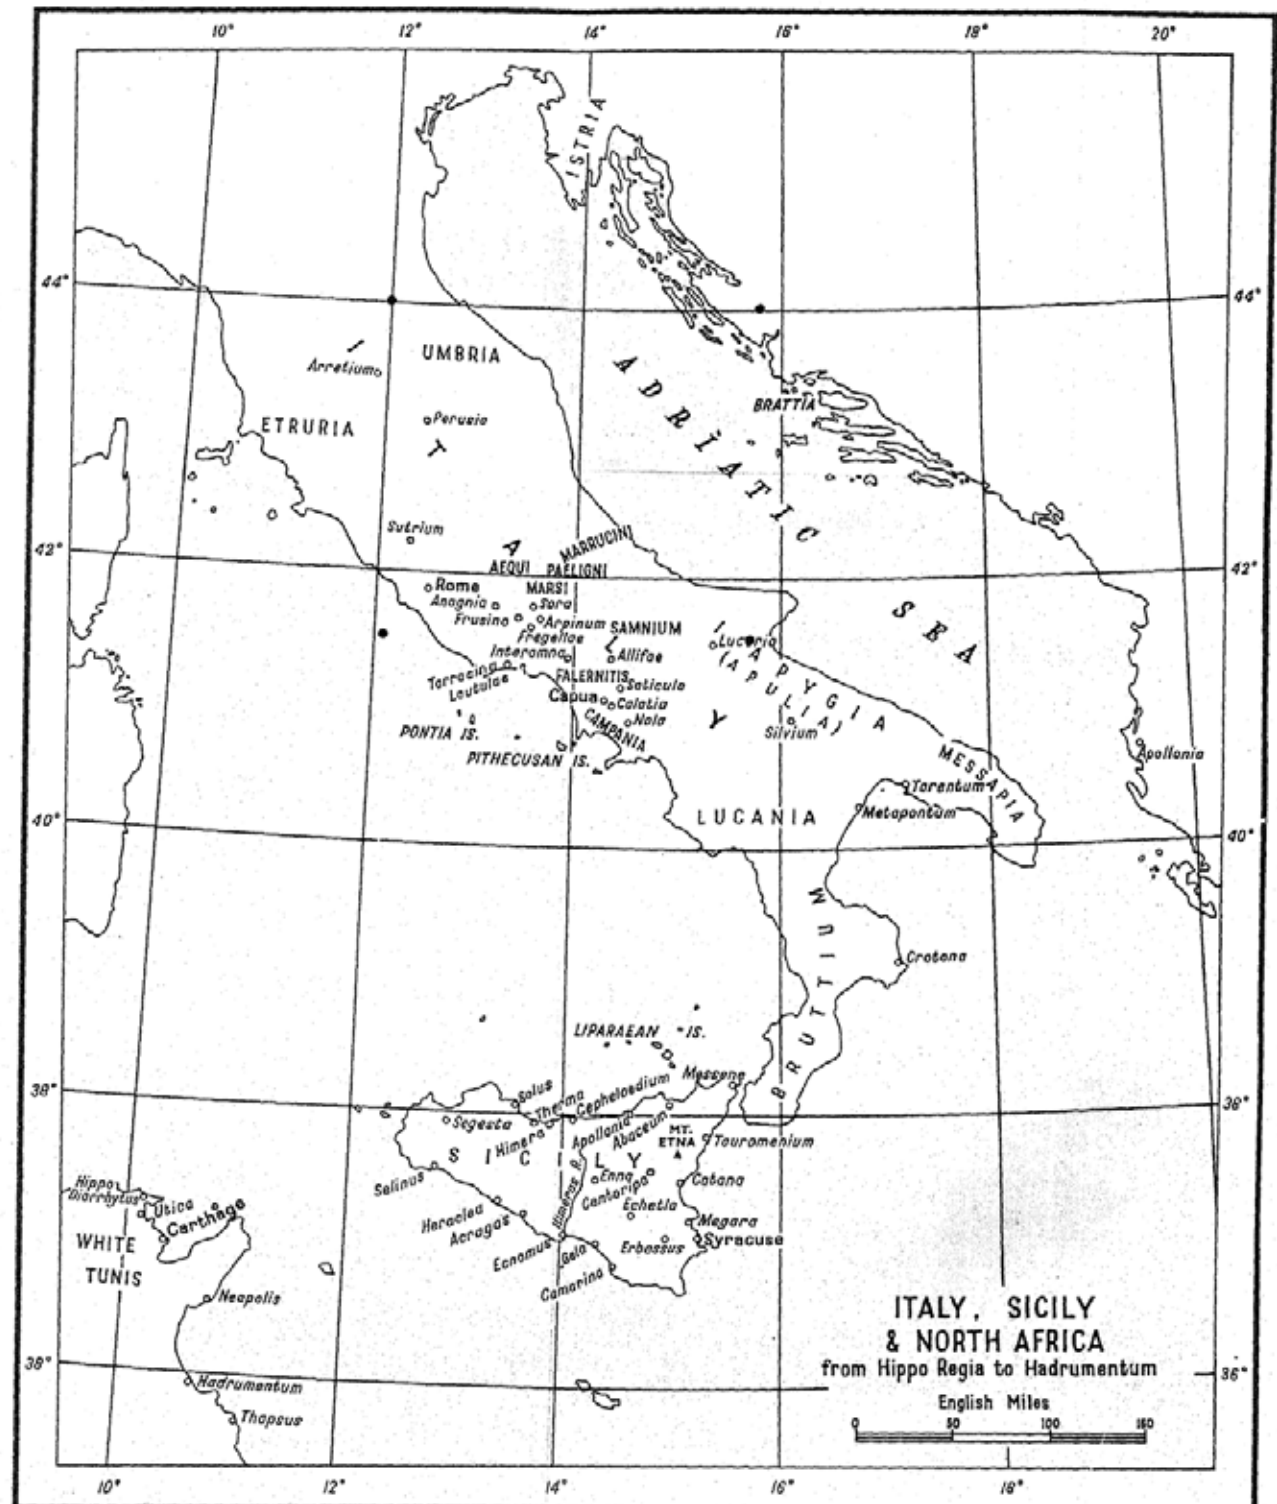 10° 12° 14° 16° 18° 20°
ISTRIA
44° 44°
UMBRIA
Arretium
ADRIATIC
BRATTIA
ETRURIA
Perusia
I T A L Y
Sutrium
MARRUCINI
42° 42°
AEQUI PAELIGNI
Rome MARSI
Anagnia Sora
SEA
Frusino Arpinum
Fregellae SAMNIUM
IAPYGIA
Luceria
Interamna Allifae
(APULIA)
Tarracina FALERNITIS
Lautulae Saticula
Capua Calatia
Nola
CAMPANIA
Silvium
PONTIA IS.
PITHECUSAN IS.
MESSAPIA
Apollonia
Tarentum
LUCANIA
Metapontum
40° 40°
BRUTTIUM
Crotona
LIPARAEAN IS.
Messene
38° 38°
Solus
Therma
Cephaloedium
Segesta
Himera
Apollonia
Abaceum
MT.
ETNA
Tauromenium
SICILY
Selinus
Himeras R.
Enna
Centoripa
Catana
Hippo
Diarrhytus Utica
Carthage
Heraclea
Acragas
Echetla
Megara
WHITE
TUNIS
Ecnomus
Gela
Erbessus
Syracuse
Camarina
Neapolis
ITALY, SICILY
& NORTH AFRICA
from Hippo Regia to Hadrumentum
38° 36°
Hadrumentum
English Miles
Thapsus
0 50 100 150
10° 12° 14° 16° 18°